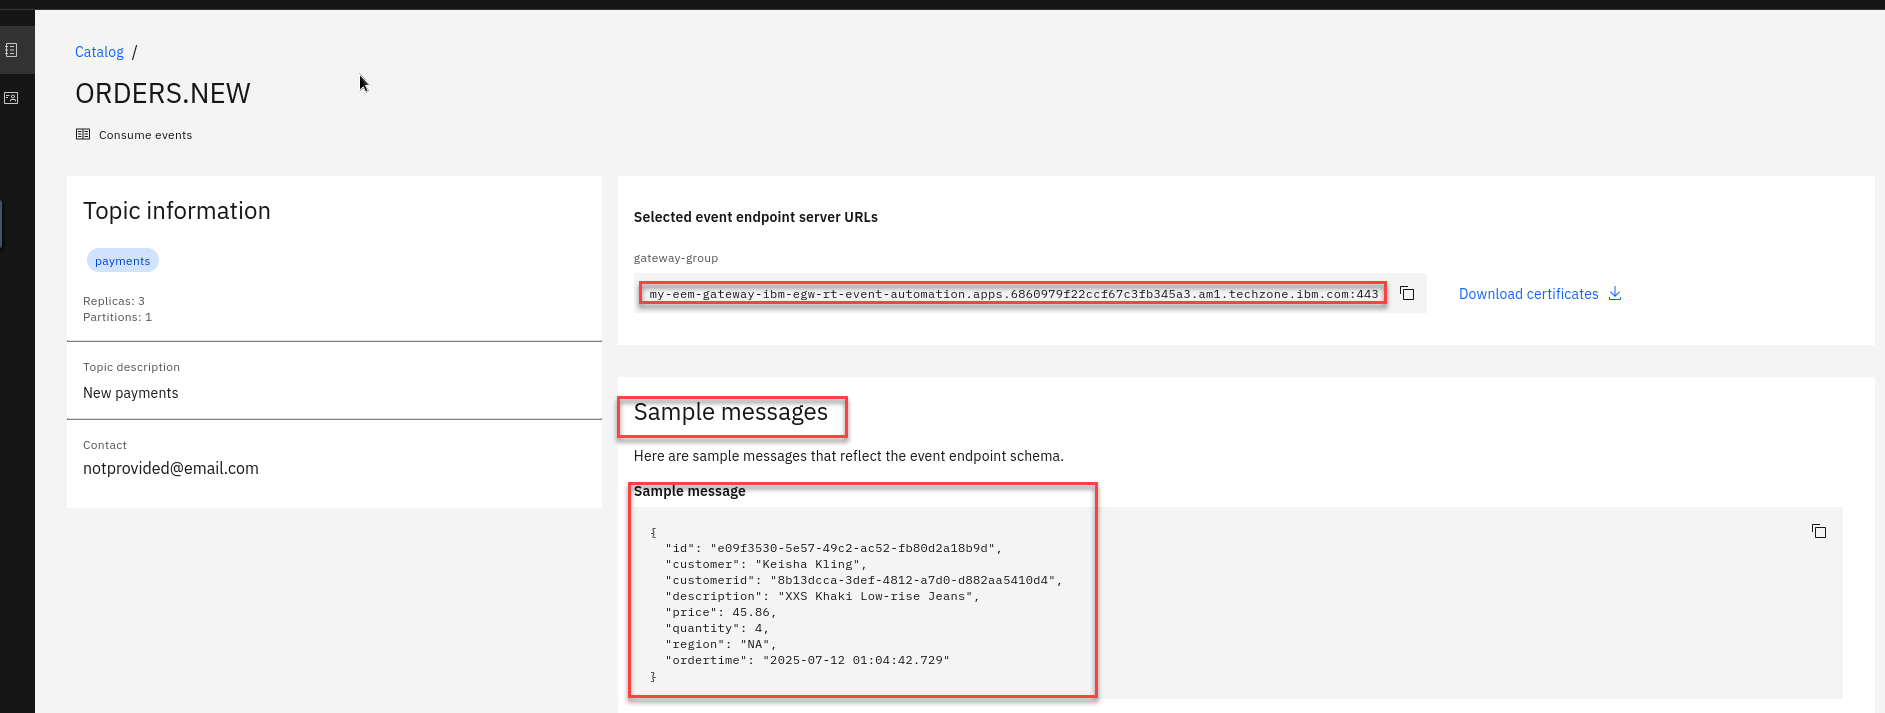 Catalog /
ORDERS.NEW
Consume events
Topic information
payments
Replicas: 3
Partitions: 1
Topic description
New payments
Contact
notprovided@email.com
Selected event endpoint server URLs
gateway-group
my-eem-gateway-ibm-egw-rt-event-automation.apps.6860979f22ccf67c3fb345a3.am1.techzone.ibm.com:443
Download certificates
Sample messages
Here are sample messages that reflect the event endpoint schema.
Sample message
{
"id": "e09f3530-5e57-49c2-ac52-fb80d2a18b9d",
"customer": "Keisha Kling",
"customerid": "8b13dcca-3def-4812-a7d0-d882aa5410d4",
"description": "XXS Khaki Low-rise Jeans",
"price": 45.86,
"quantity": 4,
"region": "NA",
"ordertime": "2025-07-12 01:04:42.729"
}